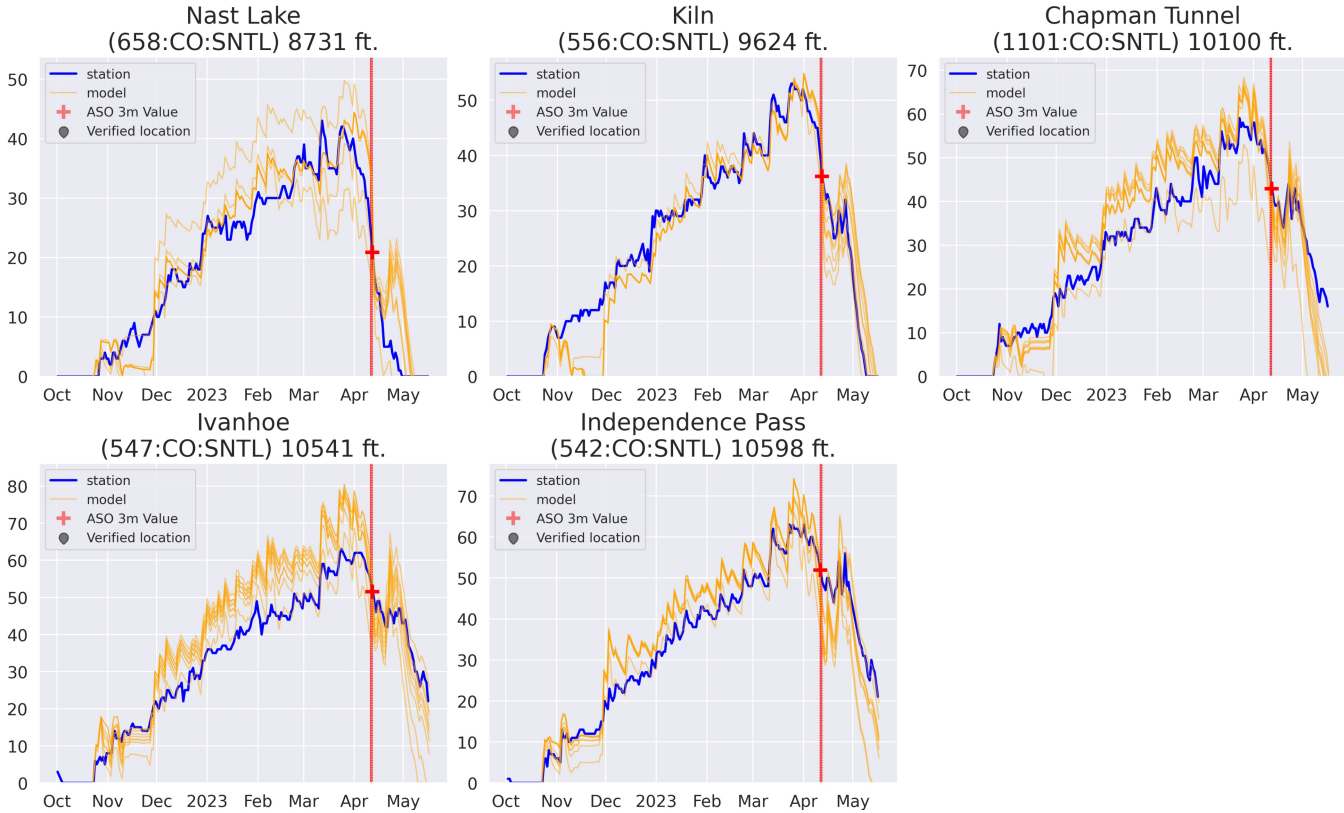 Nast Lake
(658:CO:SNTL) 8731 ft.
station
model
ASO 3m Value
Verified location
50
40
30
20
10
0
Oct Nov Dec 2023 Feb Mar Apr May
Kiln
(556:CO:SNTL) 9624 ft.
station
model
ASO 3m Value
Verified location
50
40
30
20
10
0
Oct Nov Dec 2023 Feb Mar Apr May
Chapman Tunnel
(1101:CO:SNTL) 10100 ft.
station
model
ASO 3m Value
Verified location
70
60
50
40
30
20
10
0
Oct Nov Dec 2023 Feb Mar Apr May
Ivanhoe
(547:CO:SNTL) 10541 ft.
station
model
ASO 3m Value
Verified location
80
70
60
50
40
30
20
10
0
Oct Nov Dec 2023 Feb Mar Apr May
Independence Pass
(542:CO:SNTL) 10598 ft.
station
model
ASO 3m Value
Verified location
70
60
50
40
30
20
10
0
Oct Nov Dec 2023 Feb Mar Apr May